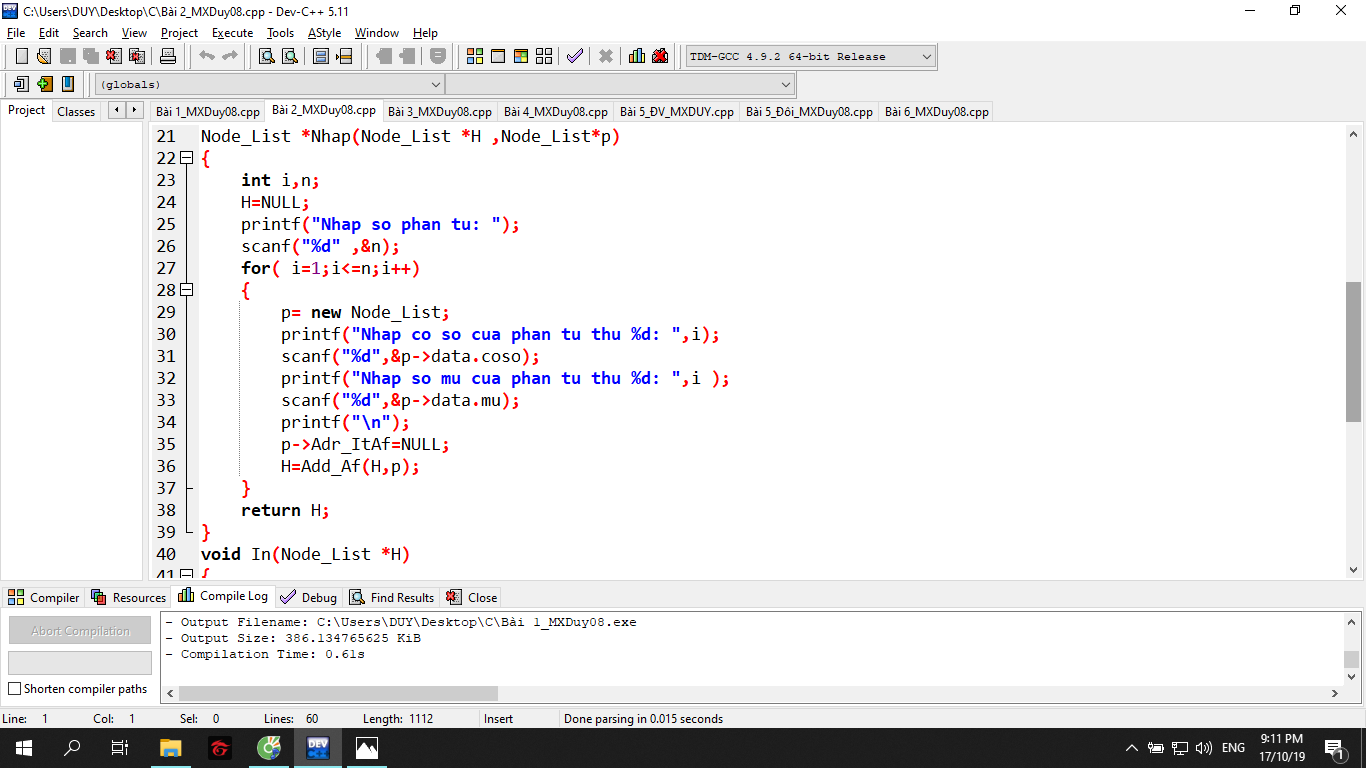 C:\Users\DUY\Desktop\C\Bài 2_MXDuy08.cpp - Dev-C++ 5.11
File Edit Search View Project Execute Tools AStyle Window Help
TDM-GCC 4.9.2 64-bit Release
(globals)
Project Classes Bài 1_MXDuy08.cpp Bài 2_MXDuy08.cpp Bài 3_MXDuy08.cpp Bài 4_MXDuy08.cpp Bài 5_ĐV_MXDUY.cpp Bài 5_Đôi_MXDuy08.cpp Bài 6_MXDuy08.cpp
21 Node_List *Nhap(Node_List *H ,Node_List*p)
22 {
23 int i,n;
24 H=NULL;
25 printf("Nhap so phan tu: ");
26 scanf("%d" ,&n);
27 for( i=1;i<=n;i++)
28 {
29 p= new Node_List;
30 printf("Nhap co so cua phan tu thu %d: ",i);
31 scanf("%d",&p->data.coso);
32 printf("Nhap so mu cua phan tu thu %d: ",i );
33 scanf("%d",&p->data.mu);
34 printf("\n");
35 p->Adr_ItAf=NULL;
36 H=Add_Af(H,p);
37 }
38 return H;
39 }
40 void In(Node_List *H)
41 {
Compiler Resources Compile Log Debug Find Results Close
Abort Compilation
Shorten compiler paths
- Output Filename: C:\Users\DUY\Desktop\C\Bài 1_MXDuy08.exe
- Output Size: 386.134765625 KiB
- Compilation Time: 0.61s
Line: 1 Col: 1 Sel: 0 Lines: 60 Length: 1112 Insert Done parsing in 0.015 seconds
DEV
ENG
9:11 PM
17/10/19
1